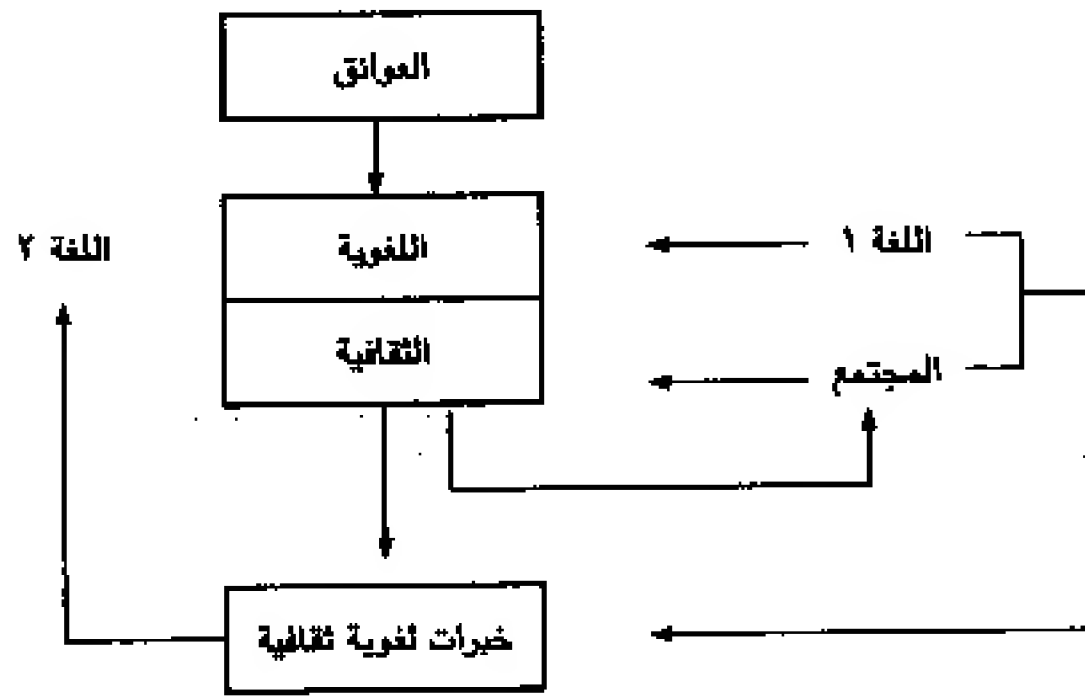 العوائق
اللغة ١
اللغوية
اللغة ٢
المجتمع
الثقافية
خبرات لغوية ثقافية